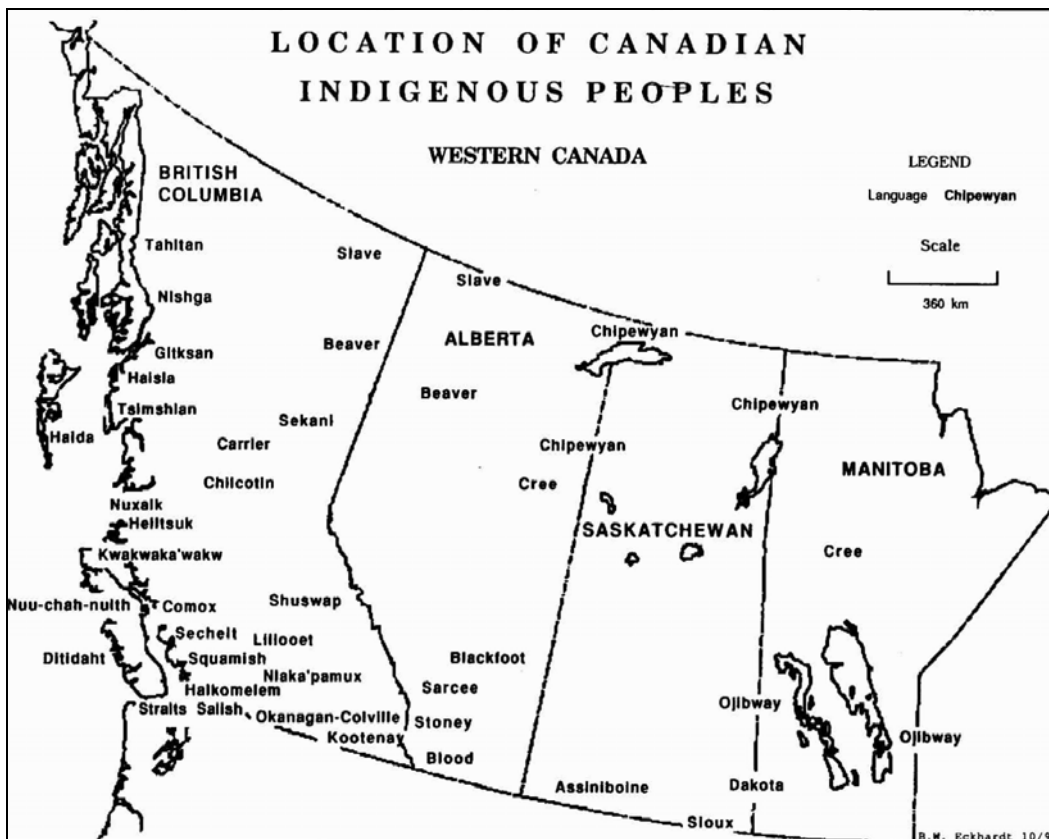 LOCATION OF CANADIAN
INDIGENOUS PEOPLES
WESTERN CANADA
LEGEND
Language Chipewyan
Scale
360 km
BRITISH
COLUMBIA
Tahltan
Slave
Slave
Nishga
Gitksan
Beaver
ALBERTA
Chipewyan
Haisla
Tsimshian
Beaver
Chipewyan
Haida
Sekani
Carrier
Chipewyan
MANITOBA
Chilcotin
Cree
Nuxalk
Heiltsuk
SASKATCHEWAN
Kwakwaka'wakw
Cree
Nuu-chah-nulth
Comox
Shuswap
Sechelt
Lillooet
Ditidaht
Squamish
Blackfoot
Nlaka'pamux
Halkomelem
Sarcee
Straits Salish
Okanagan-Colville
Stoney
Ojibway
Kootenay
Ojibway
Blood
Assiniboine
Dakota
Sioux
B.W. Eckhardt